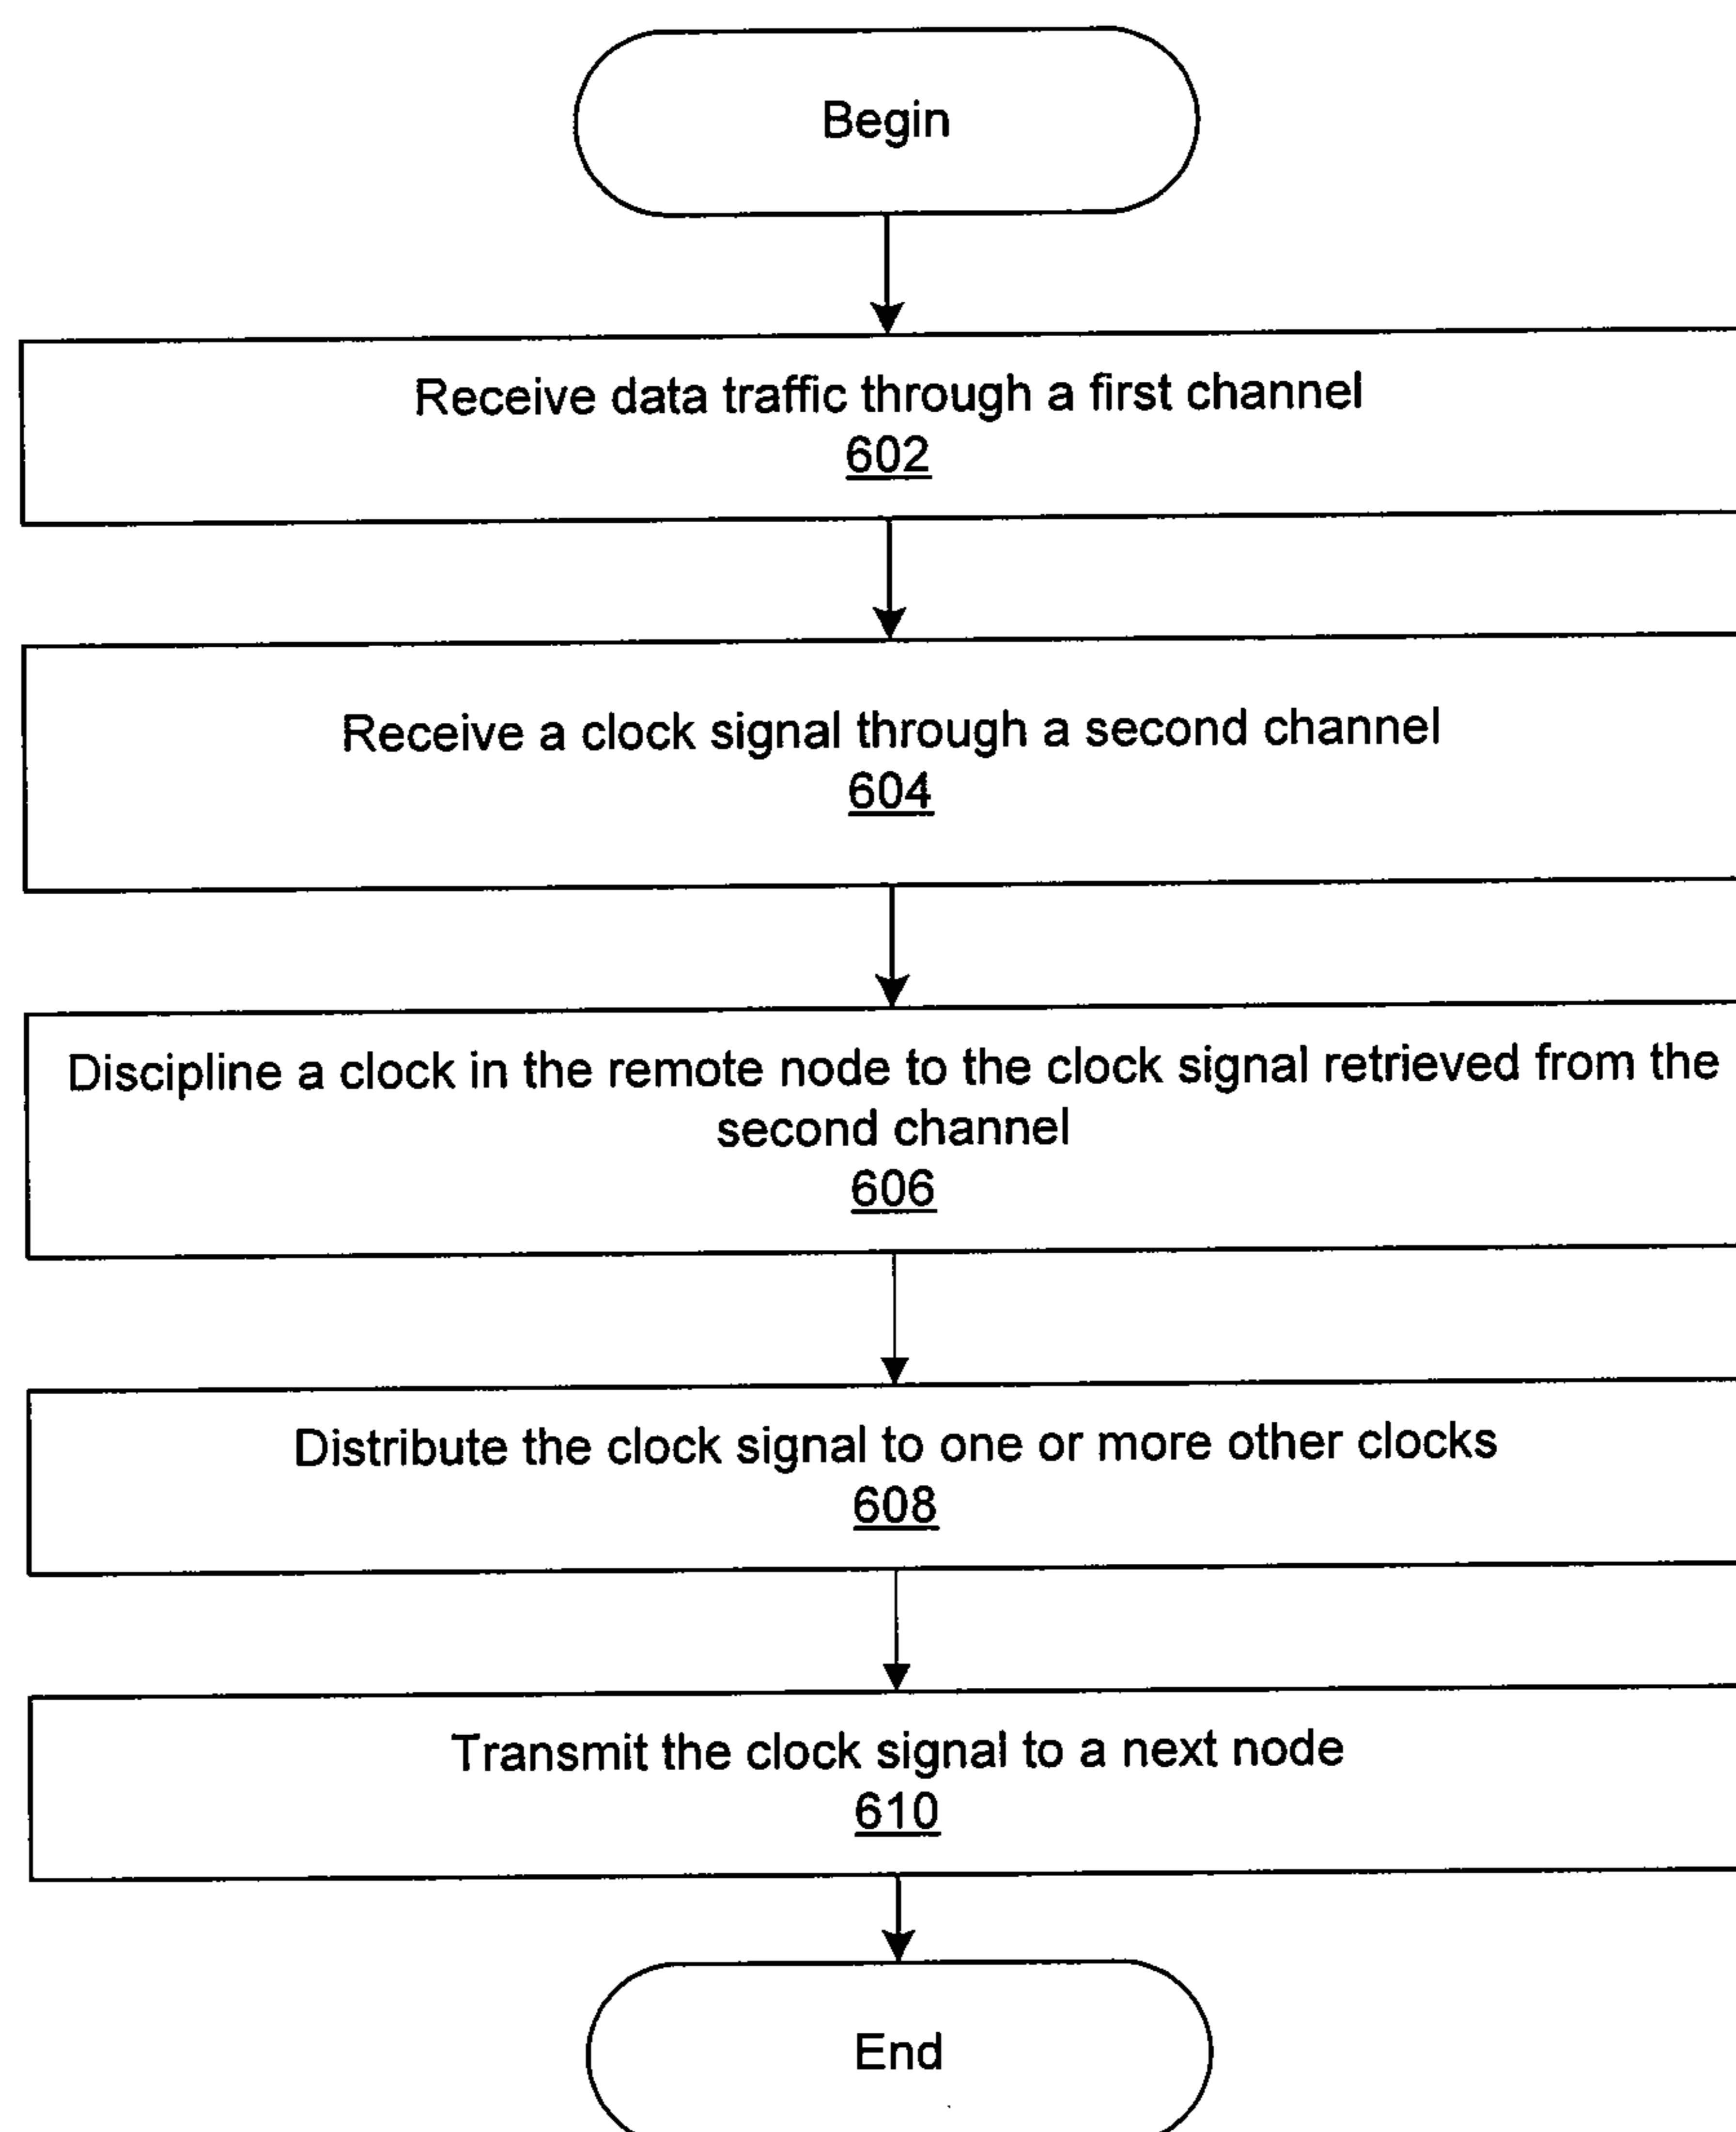 Begin
Receive data traffic through a first channel
602
Receive a clock signal through a second channel
604
Discipline a clock in the remote node to the clock signal retrieved from the
second channel
606
Distribute the clock signal to one or more other clocks
608
Transmit the clock signal to a next node
610
End